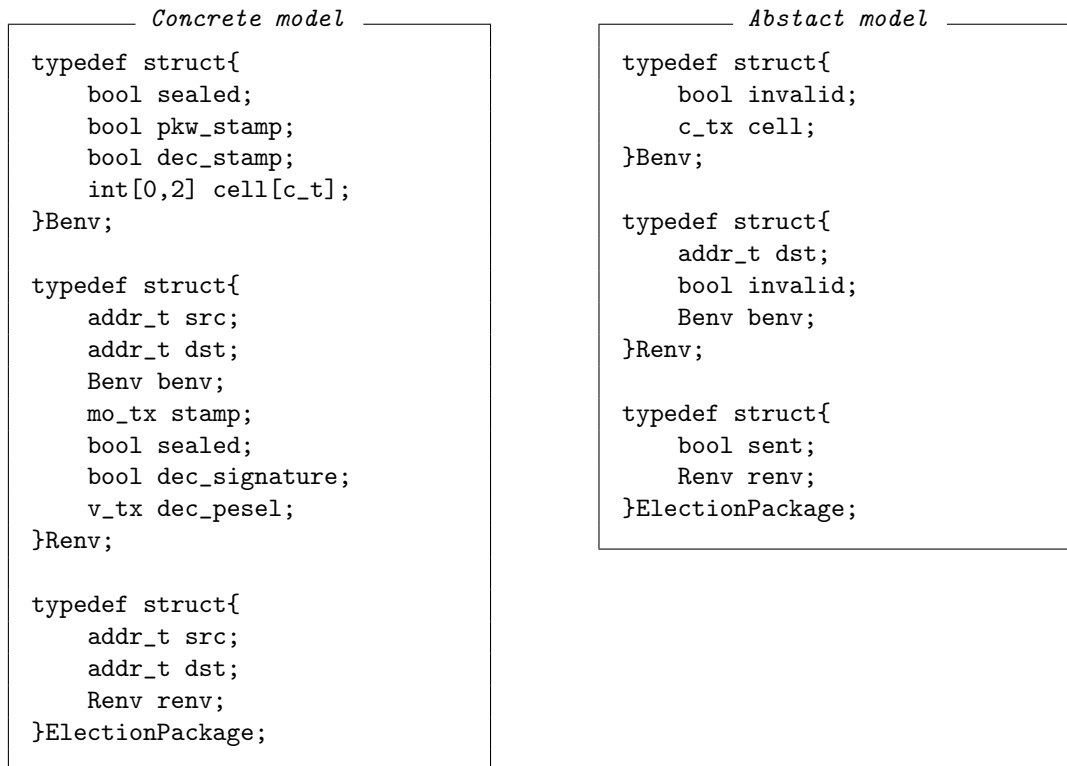 Concrete model
typedef struct{
    bool sealed;
    bool pkw_stamp;
    bool dec_stamp;
    int[0,2] cell[c_t];
}Benv;

typedef struct{
    addr_t src;
    addr_t dst;
    Benv benv;
    mo_tx stamp;
    bool sealed;
    bool dec_signature;
    v_tx dec_pesel;
}Renv;

typedef struct{
    addr_t src;
    addr_t dst;
    Renv renv;
}ElectionPackage;

Abstact model
typedef struct{
    bool invalid;
    c_tx cell;
}Benv;

typedef struct{
    addr_t dst;
    bool invalid;
    Benv benv;
}Renv;

typedef struct{
    bool sent;
    Renv renv;
}ElectionPackage;